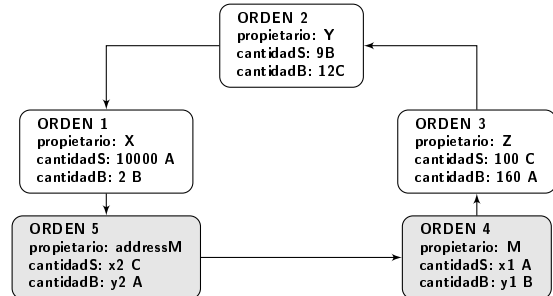 ORDEN 2
propietario: Y
cantidadS: 9B
cantidadB: 12C
ORDEN 1
propietario: X
cantidadS: 10000 A
cantidadB: 2 B
ORDEN 3
propietario: Z
cantidadS: 100 C
cantidadB: 160 A
ORDEN 5
propietario: addressM
cantidadS: x2 C
cantidadB: y2 A
ORDEN 4
propietario: M
cantidadS: x1 A
cantidadB: y1 B